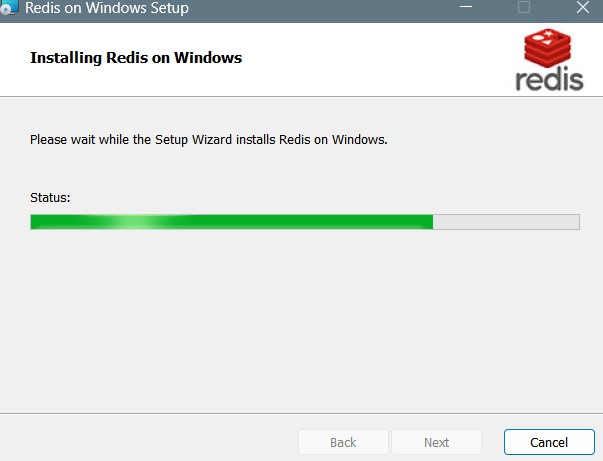 Redis on Windows Setup
Installing Redis on Windows
redis
Please wait while the Setup Wizard installs Redis on Windows.
Status:
Back
Next
Cancel